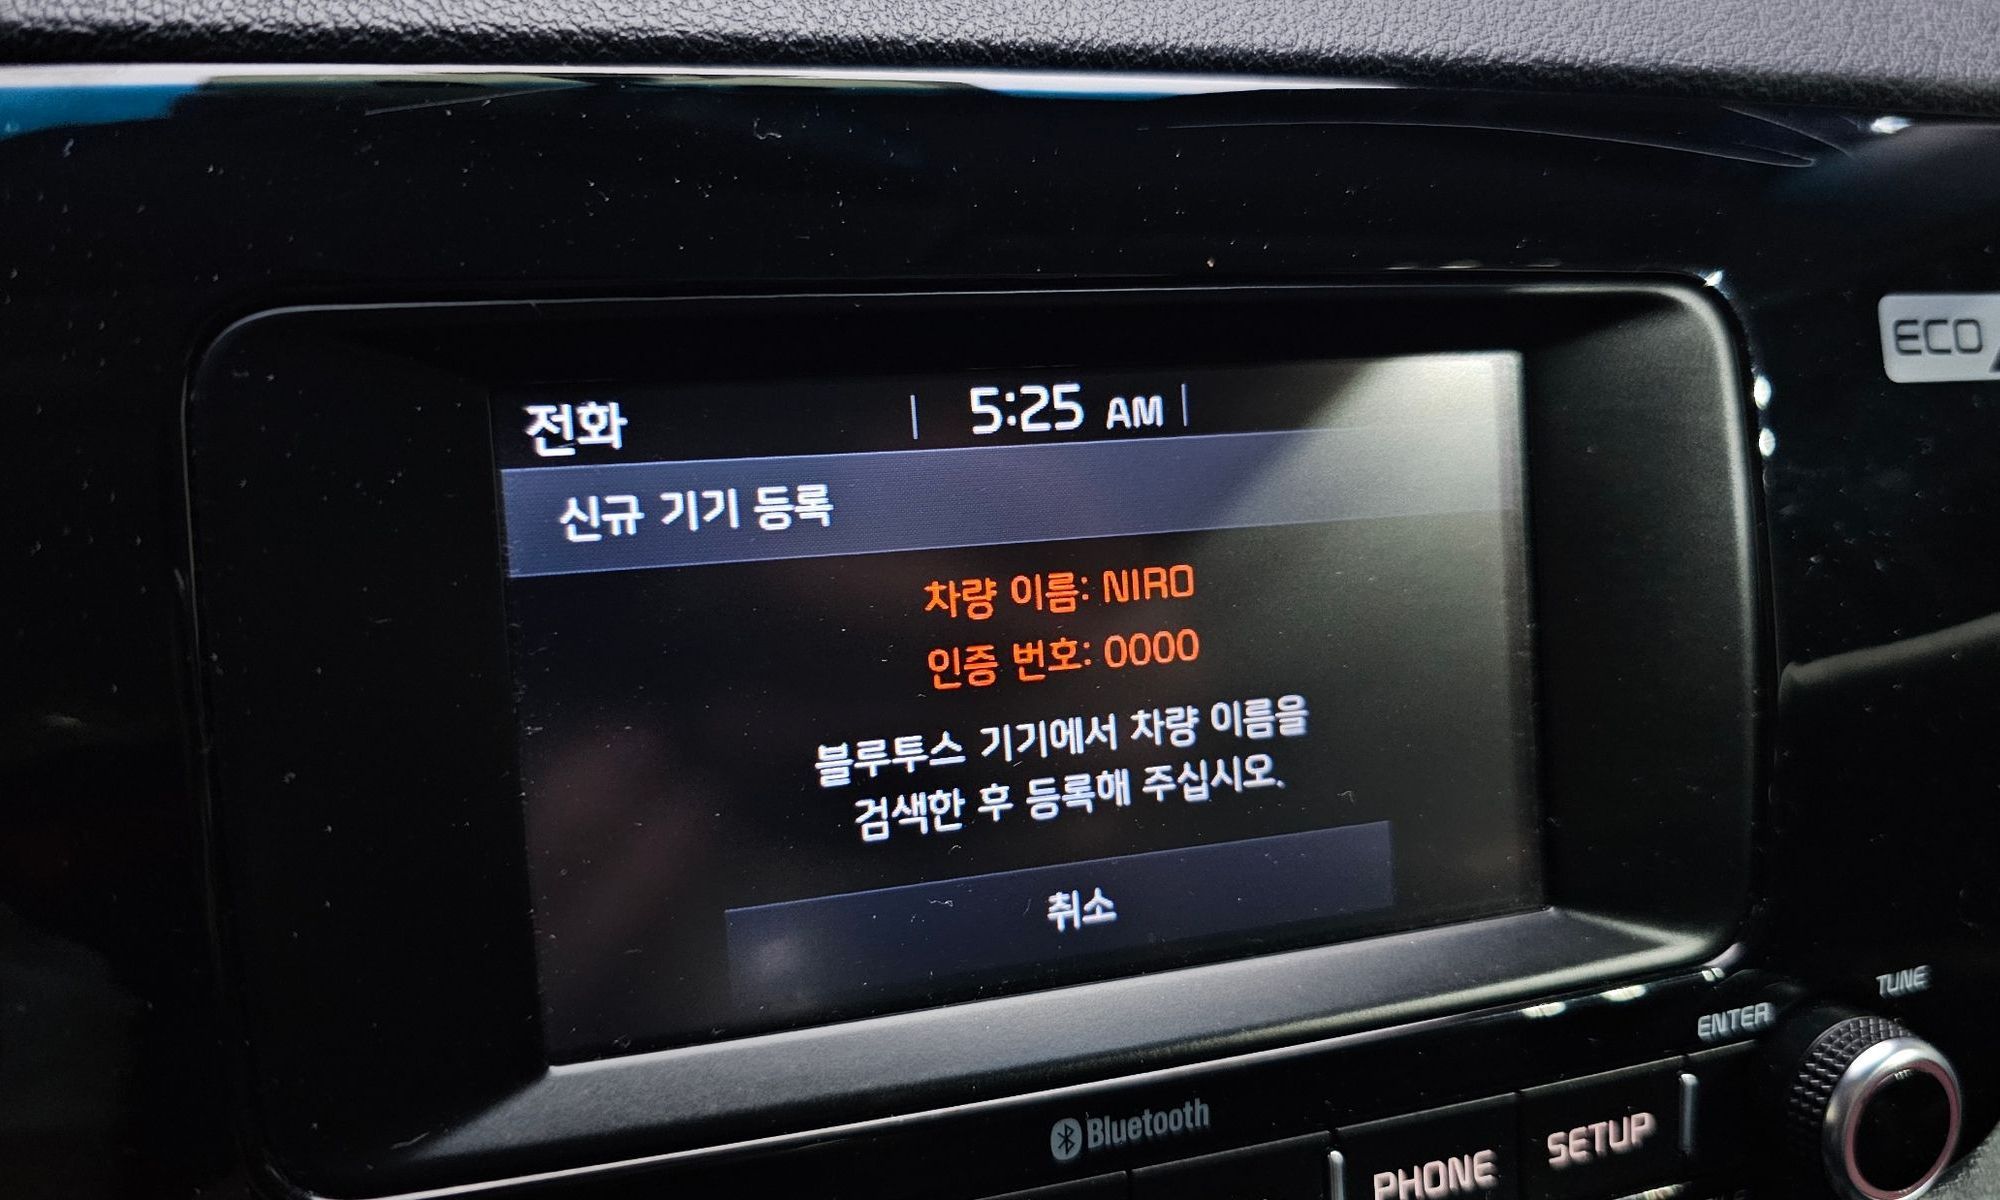 전화
5:25 AM
신규 기기 등록
차량 이름: NIRO
인증 번호: 0000
블루투스 기기에서 차량 이름을
검색한 후 등록해 주십시오.
취소
ECO
TUNE
ENTER
Bluetooth
PHONE
SETUP